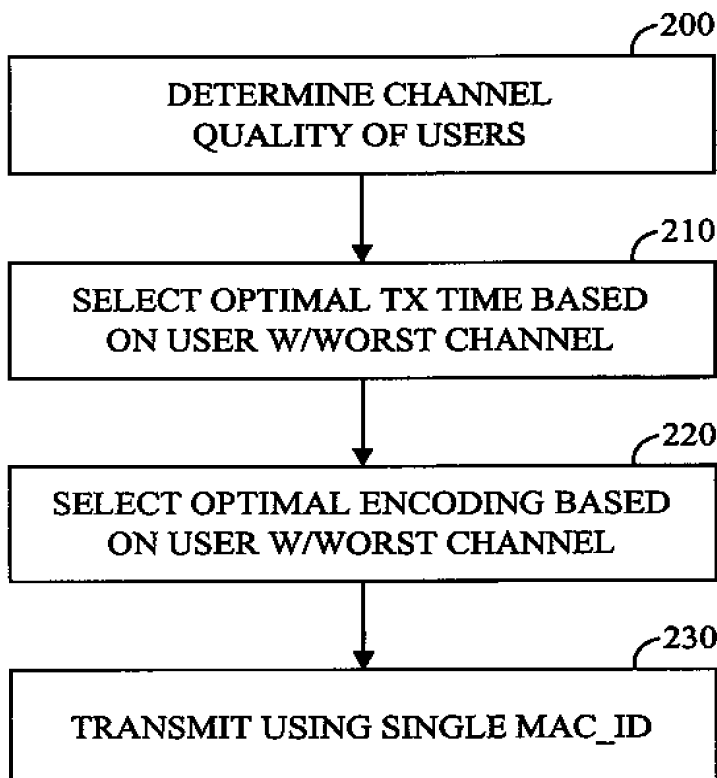 200
DETERMINE CHANNEL
QUALITY OF USERS
210
SELECT OPTIMAL TX TIME BASED
ON USER W/WORST CHANNEL
220
SELECT OPTIMAL ENCODING BASED
ON USER W/WORST CHANNEL
230
TRANSMIT USING SINGLE MAC_ID